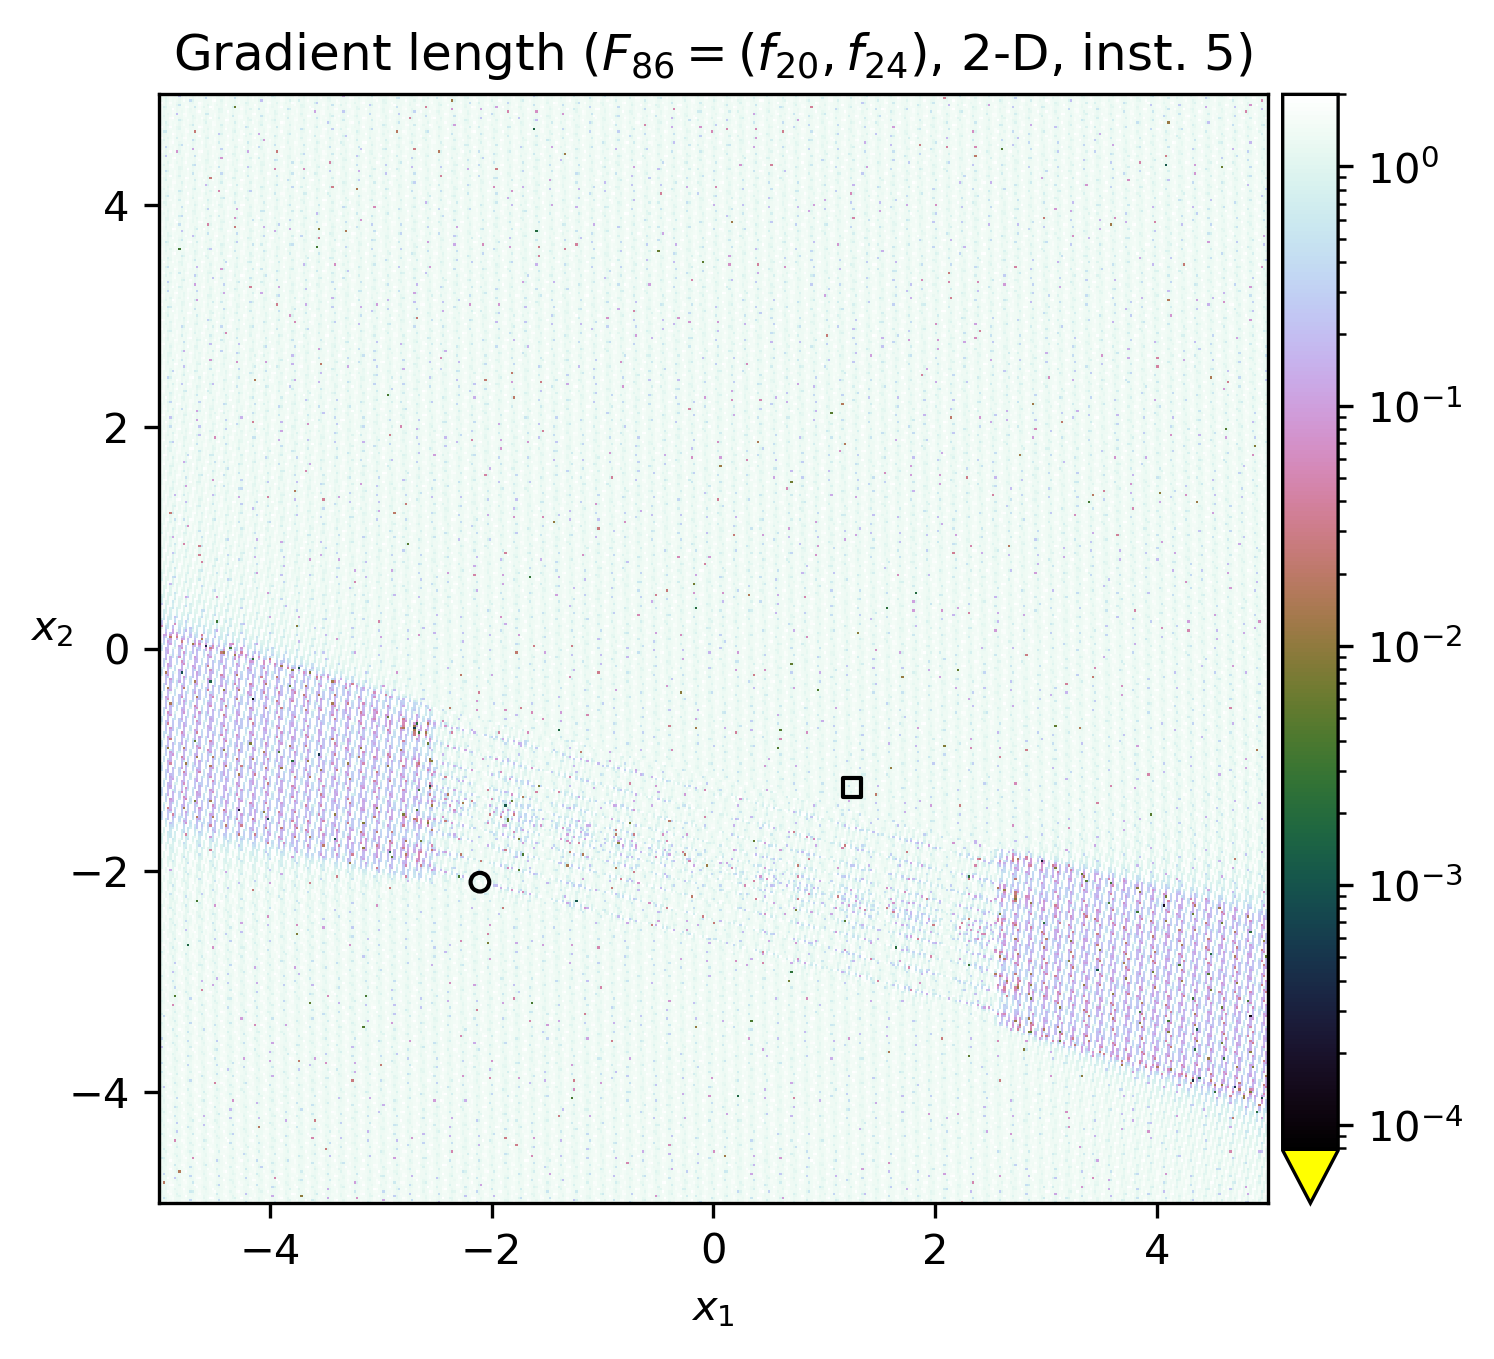 Gradient length (F₈₆ = (f₂₀, f₂₄), 2-D, inst. 5)
10⁰
4
10⁻¹
2
x₂
0
10⁻²
−2
10⁻³
−4
10⁻⁴
−4 −2 0 2 4
x₁